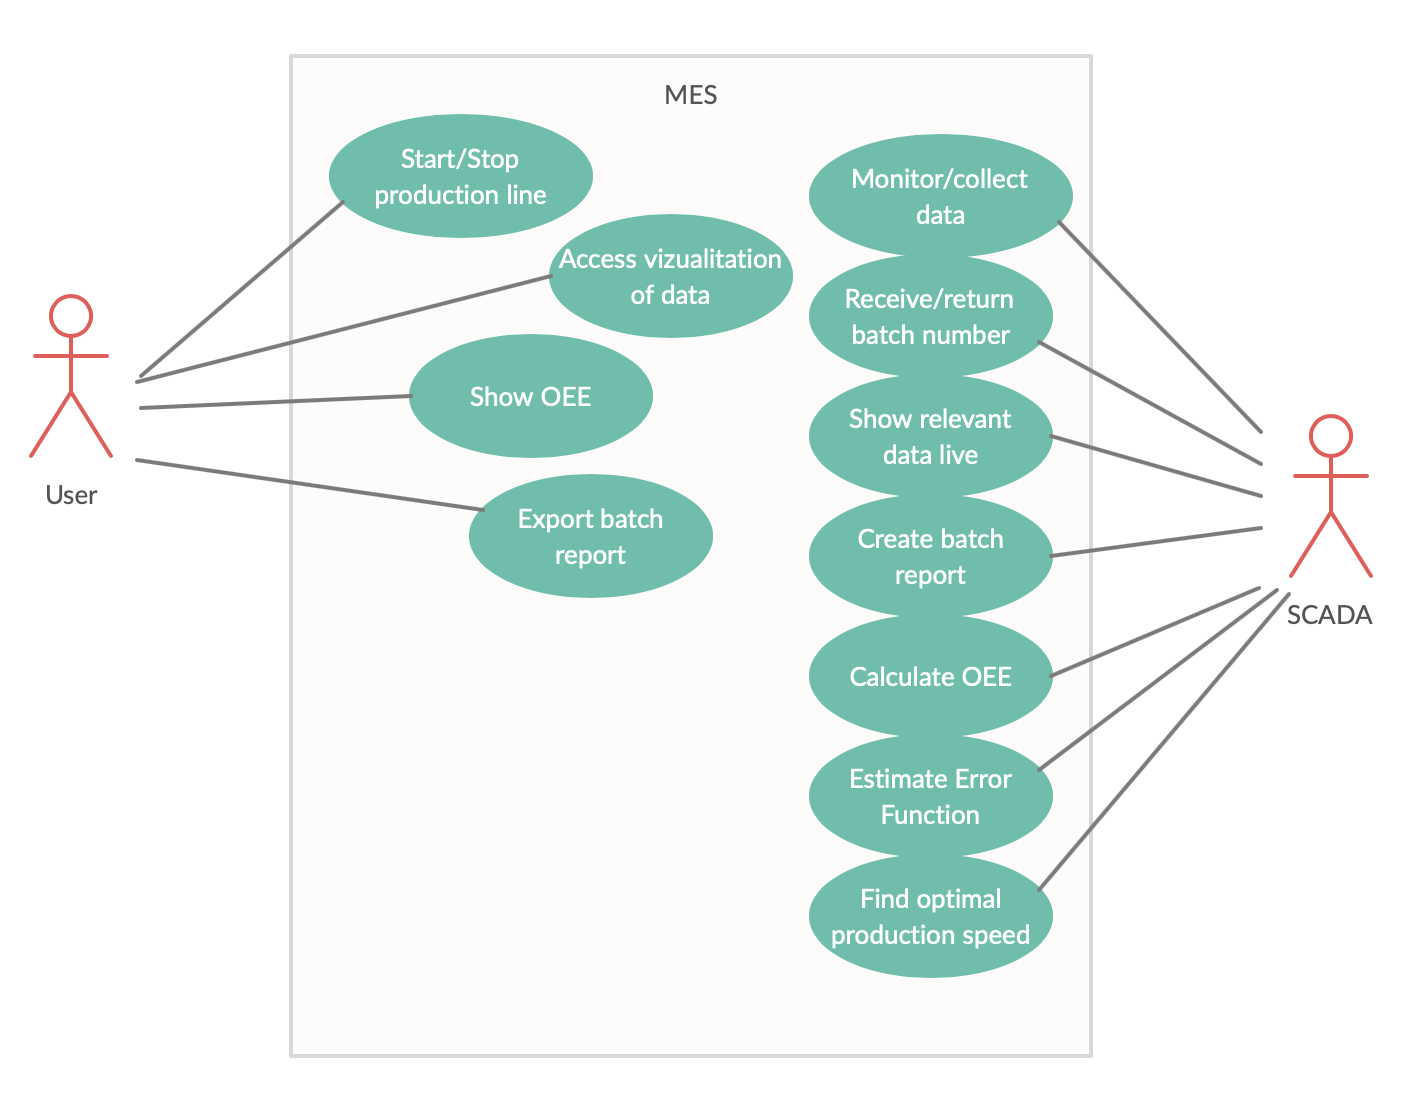 MES
Start/Stop
production line
Access vizualitation
of data
Show OEE
Export batch
report
User
Monitor/collect
data
Receive/return
batch number
Show relevant
data live
Create batch
report
Calculate OEE
Estimate Error
Function
Find optimal
production speed
SCADA